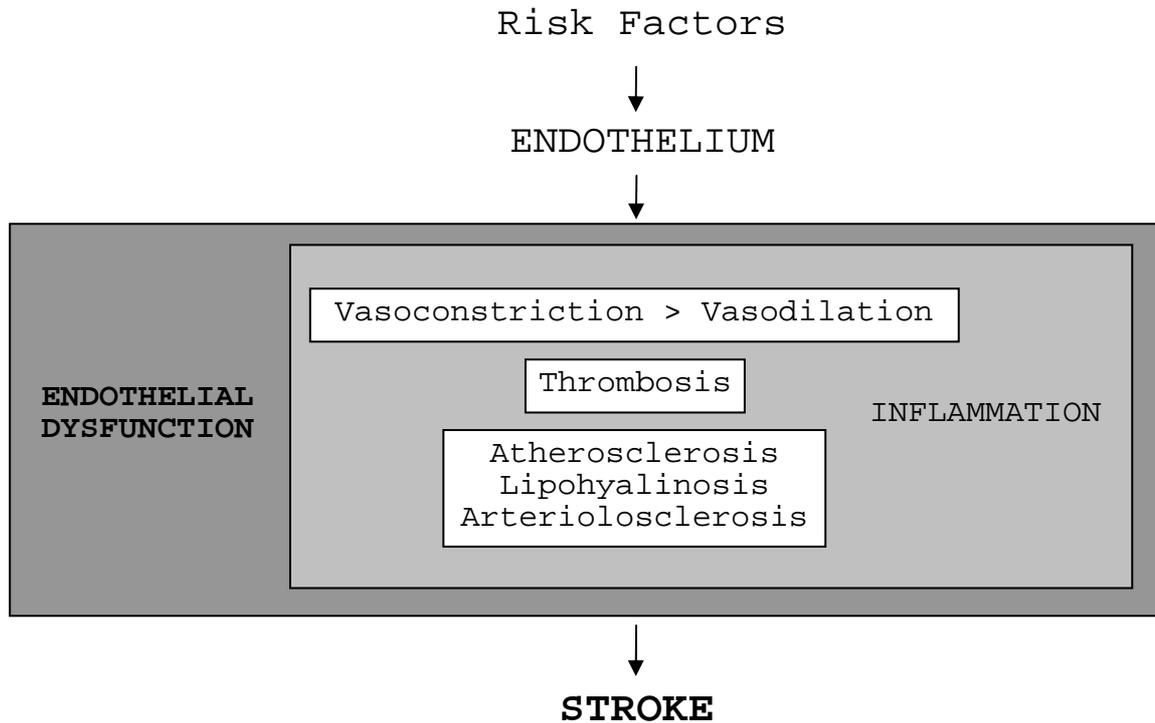 Risk Factors
ENDOTHELIUM
Vasoconstriction > Vasodilation
Thrombosis
ENDOTHELIAL
DYSFUNCTION
INFLAMMATION
Atherosclerosis
Lipohyalinosis
Arteriolosclerosis
STROKE